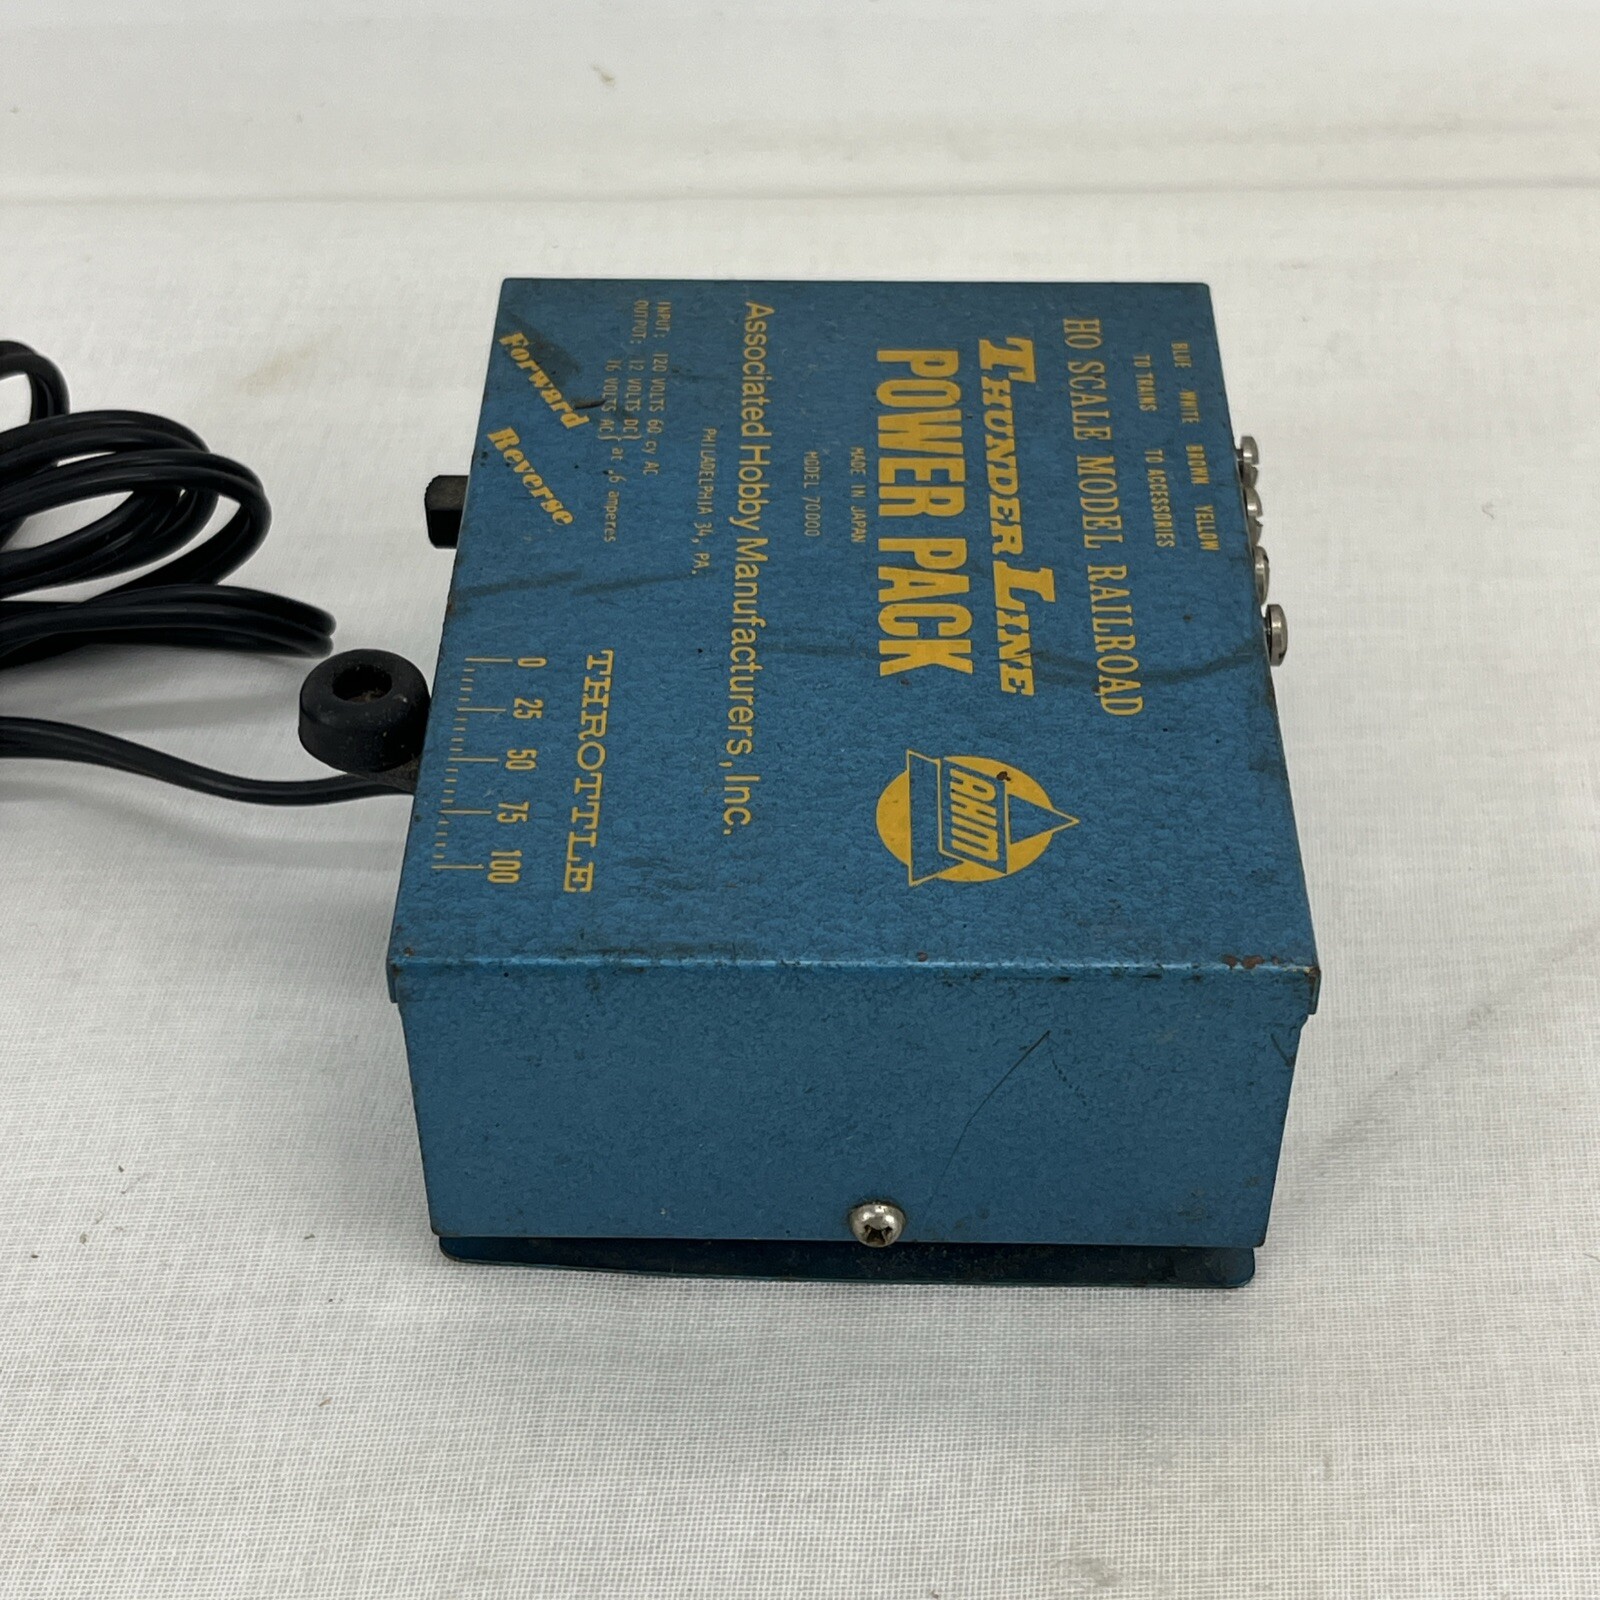 BLUE WHITE BROWN YELLOW
TO TRAINS TO ACCESSORIES
HO SCALE MODEL RAILROAD
THUNDER LINE
POWER PACK
MADE IN JAPAN
MODEL 70000
AHM
Associated Hobby Manufacturers, Inc.
PHILADELPHIA 34, PA.
INPUT: 120 VOLTS 60 cy AC
OUTPUT: 12 VOLTS DC} at .6 amperes
16 VOLTS AC}
Forward
Reverse
THROTTLE
0 25 50 75 100